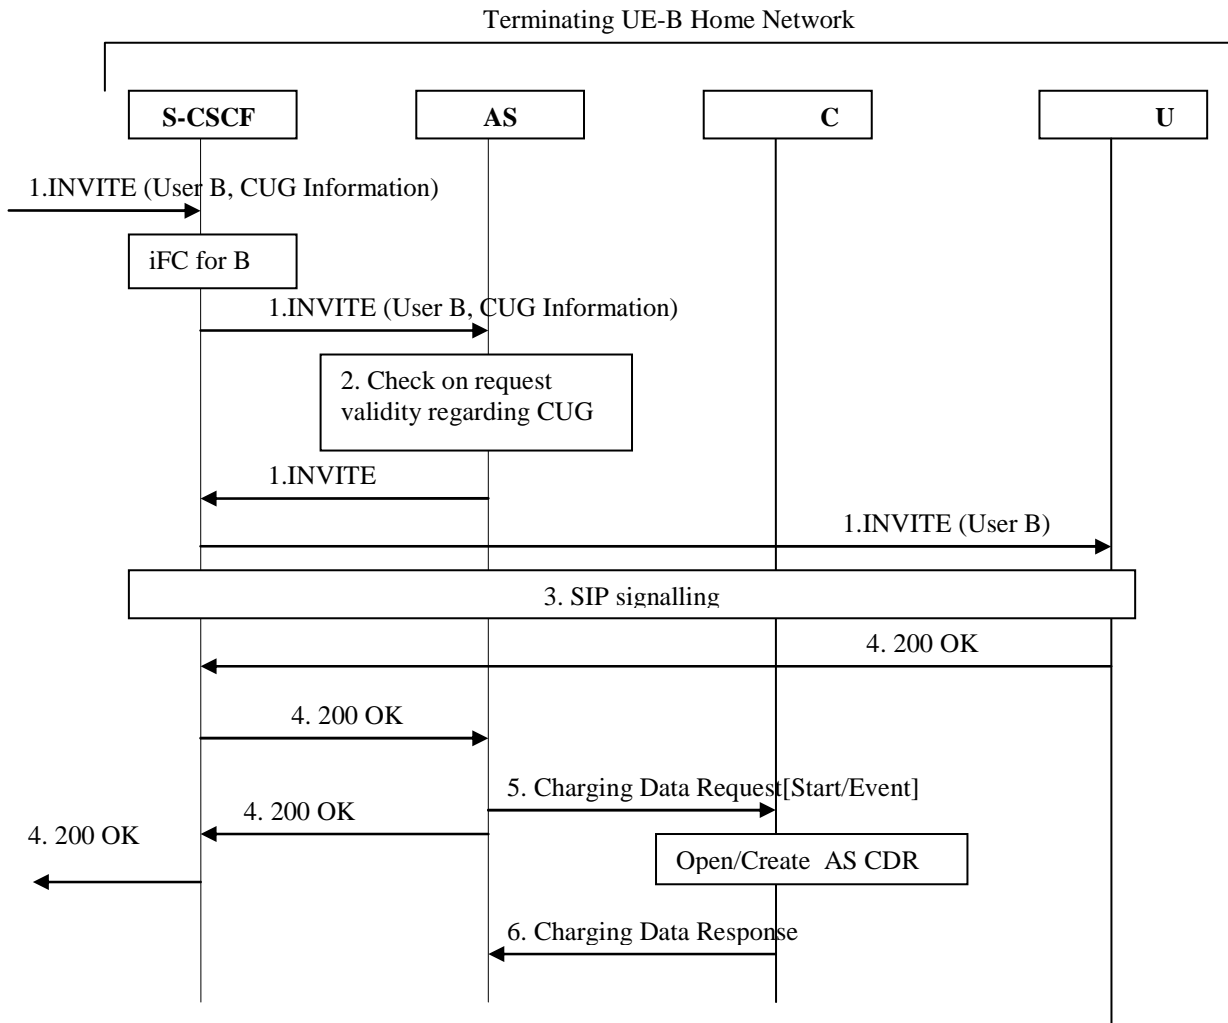 Terminating UE-B Home Network
S-CSCF
AS
C
U
1.INVITE (User B, CUG Information)
iFC for B
1.INVITE (User B, CUG Information)
2. Check on request
validity regarding CUG
1.INVITE
1.INVITE (User B)
3. SIP signalling
4. 200 OK
4. 200 OK
5. Charging Data Request[Start/Event]
4. 200 OK
4. 200 OK
Open/Create AS CDR
6. Charging Data Response